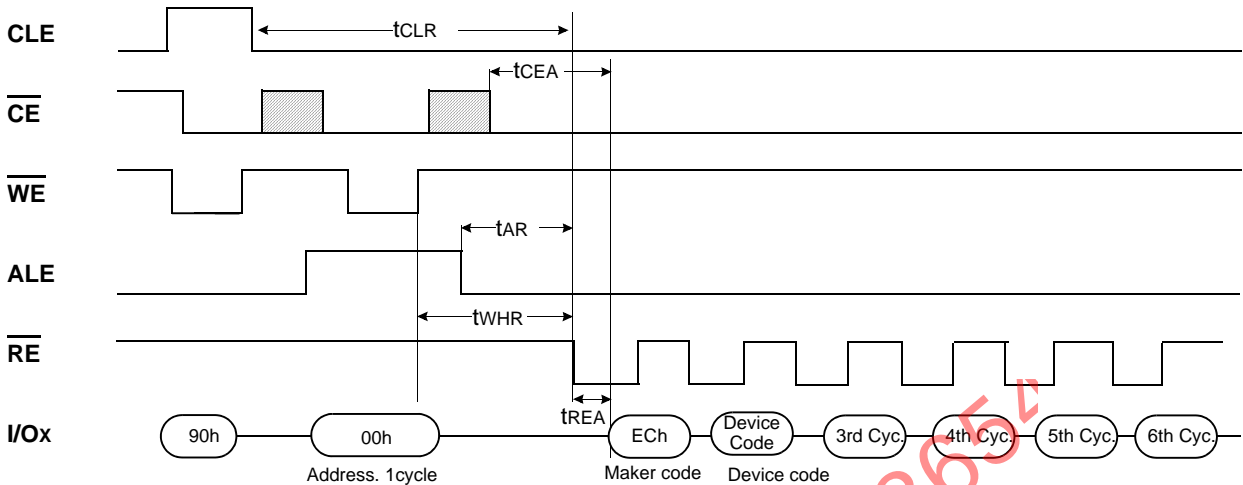 CLE
tCLR
tCEA
CE
WE
tAR
ALE
tWHR
RE
tREA
I/Ox
90h
00h
ECh
Device
Code
3rd Cyc.
4th Cyc.
5th Cyc.
6th Cyc.
Address. 1cycle
Maker code
Device code